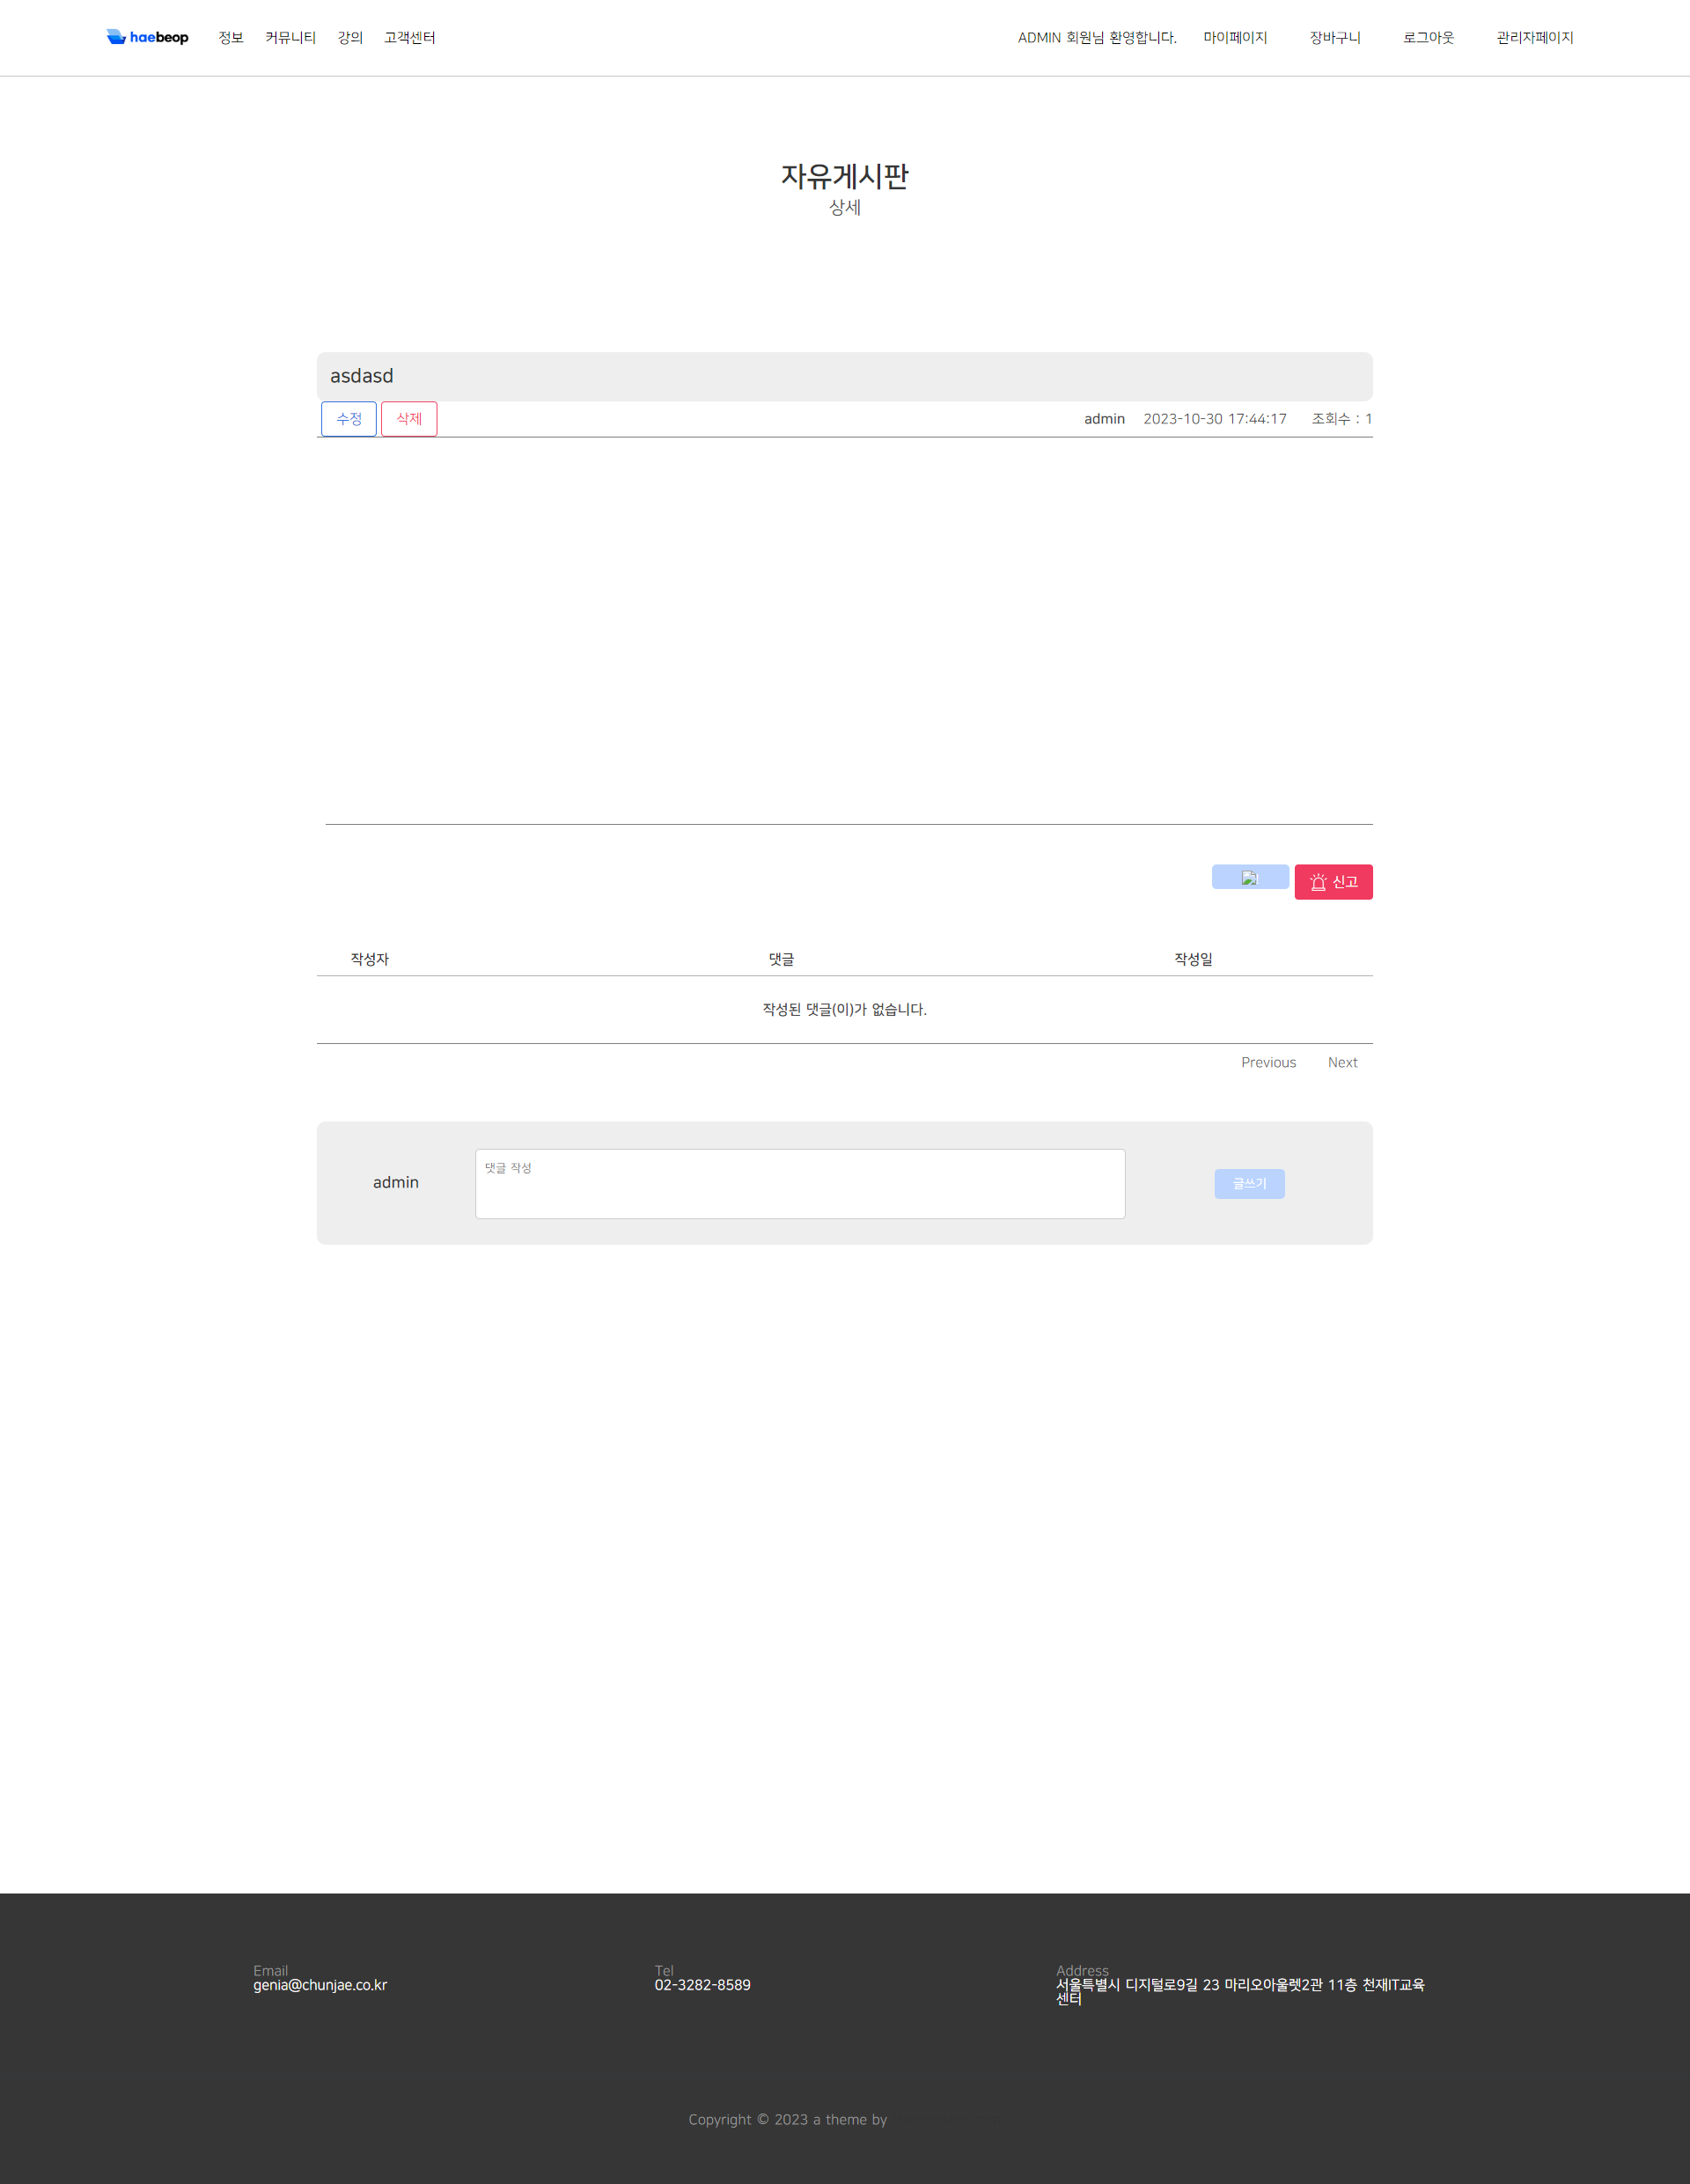 haebeop 정보 커뮤니티 강의 고객센터 ADMIN 회원님 환영합니다. 마이페이지 장바구니 로그아웃 관리자페이지
자유게시판
상세
asdasd
수정 삭제 admin 2023-10-30 17:44:17 조회수 : 1
신고
작성자 댓글 작성일
작성된 댓글(이)가 없습니다.
Previous Next
admin 댓글 작성 글쓰기
Email Tel Address
genia@chunjae.co.kr 02-3282-8589 서울특별시 디지털로9길 23 마리오아울렛2관 11층 천재IT교육
센터
Copyright © 2023 a theme by